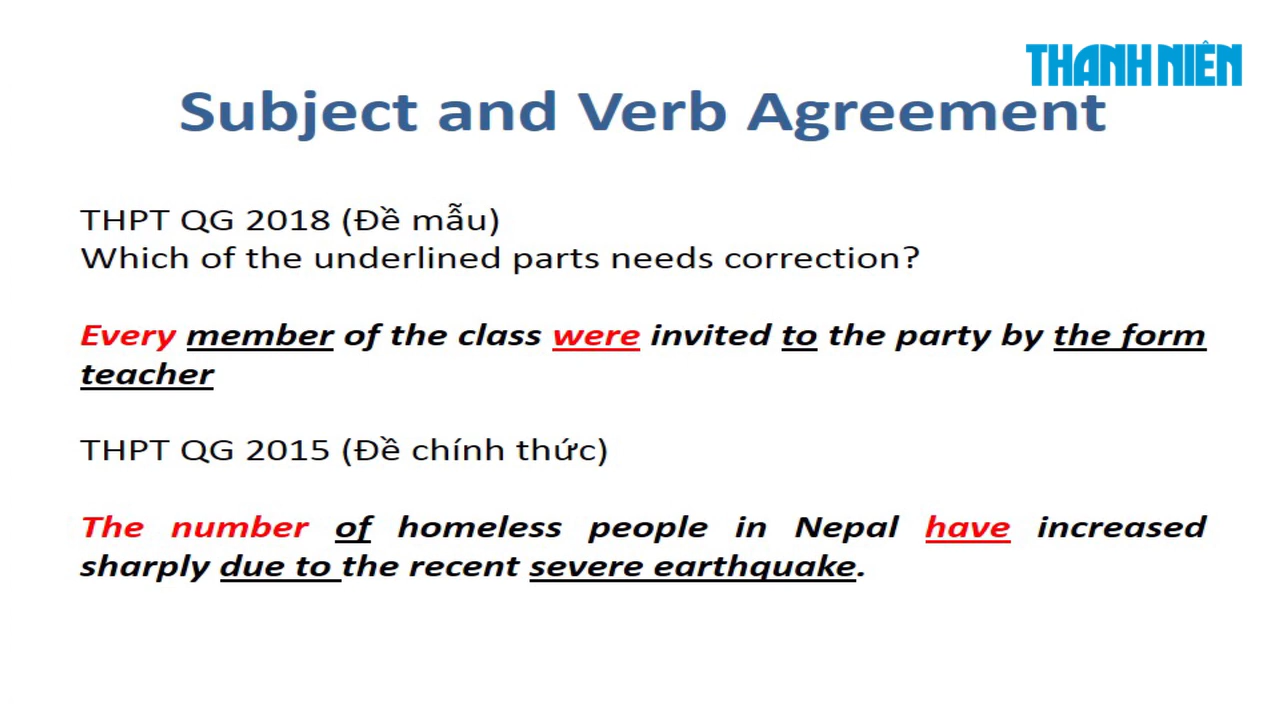 THANH NIÊN
Subject and Verb Agreement
THPT QG 2018 (Đề mẫu)
Which of the underlined parts needs correction?
Every member of the class were invited to the party by the form
teacher
THPT QG 2015 (Đề chính thức)
The number of homeless people in Nepal have increased
sharply due to the recent severe earthquake.